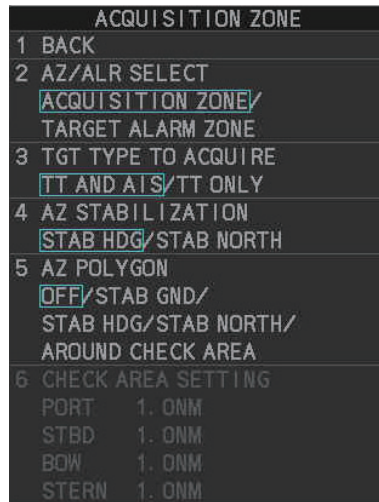 ACQUISITION ZONE
1 BACK
2 AZ/ALR SELECT
ACQUISITION ZONE/
TARGET ALARM ZONE
3 TGT TYPE TO ACQUIRE
TT AND AIS/TT ONLY
4 AZ STABILIZATION
STAB HDG/STAB NORTH
5 AZ POLYGON
OFF/STAB GND/
STAB HDG/STAB NORTH/
AROUND CHECK AREA
6 CHECK AREA SETTING
PORT 1.0NM
STBD 1.0NM
BOW 1.0NM
STERN 1.0NM